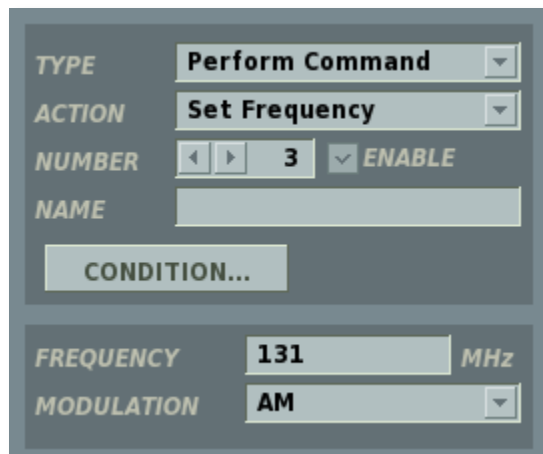 TYPE Perform Command
ACTION Set Frequency
NUMBER 3 ENABLE
NAME
CONDITION...
FREQUENCY 131 MHz
MODULATION AM